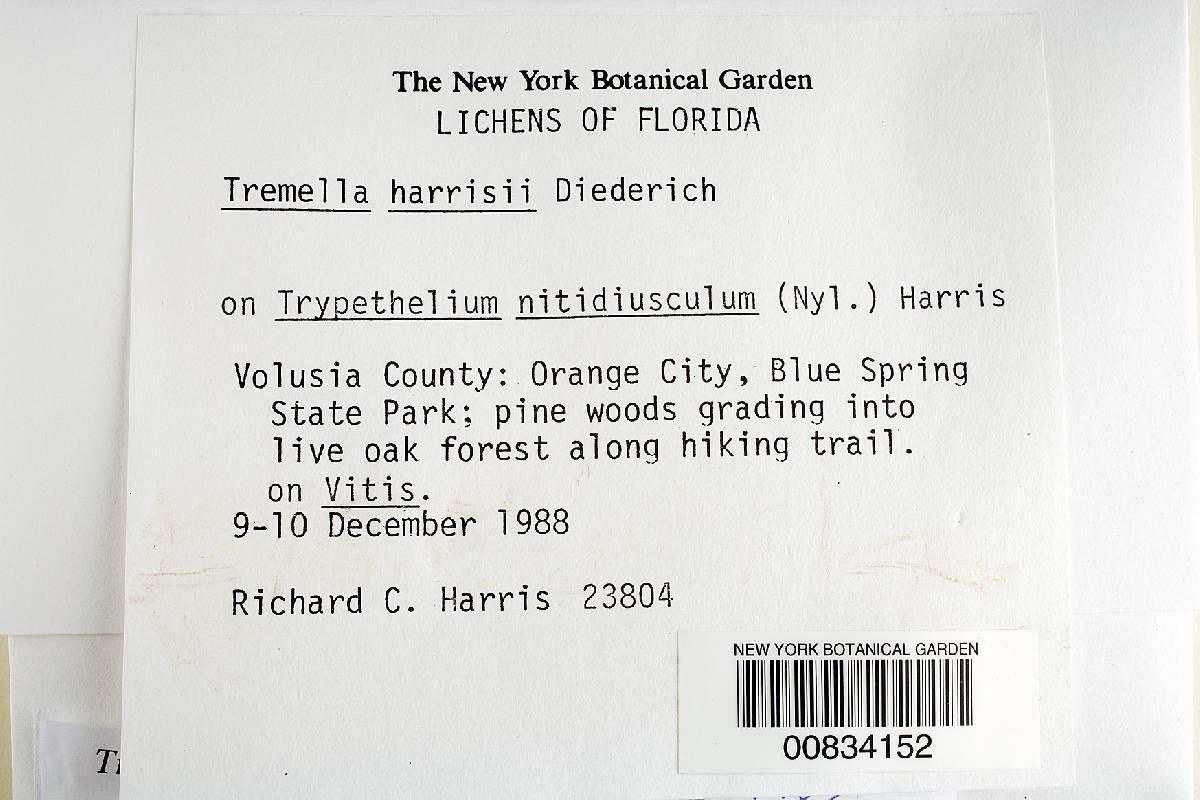 The New York Botanical Garden
LICHENS OF FLORIDA
Tremella harrisii Diederich
on Trypethelium nitidiusculum (Nyl.) Harris
Volusia County: Orange City, Blue Spring
State Park; pine woods grading into
live oak forest along hiking trail.
on Vitis.
9-10 December 1988
Richard C. Harris 23804
NEW YORK BOTANICAL GARDEN
00834152